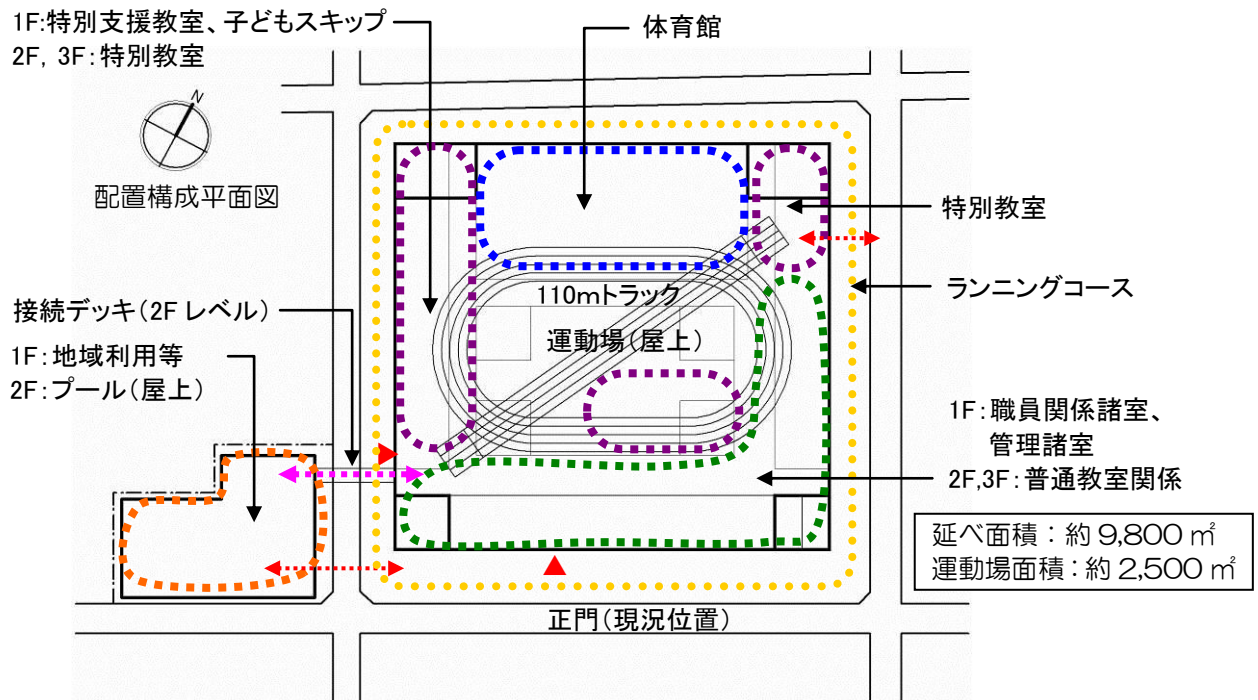 1F:特別支援教室、子どもスキップ
2F, 3F:特別教室
体育館
N
配置構成平面図
特別教室
ランニングコース
110mトラック
運動場(屋上)
接続デッキ(2Fレベル)
1F:地域利用等
2F:プール(屋上)
1F:職員関係諸室、
管理諸室
2F,3F:普通教室関係
延べ面積:約 9,800 ㎡
運動場面積:約 2,500 ㎡
正門(現況位置)